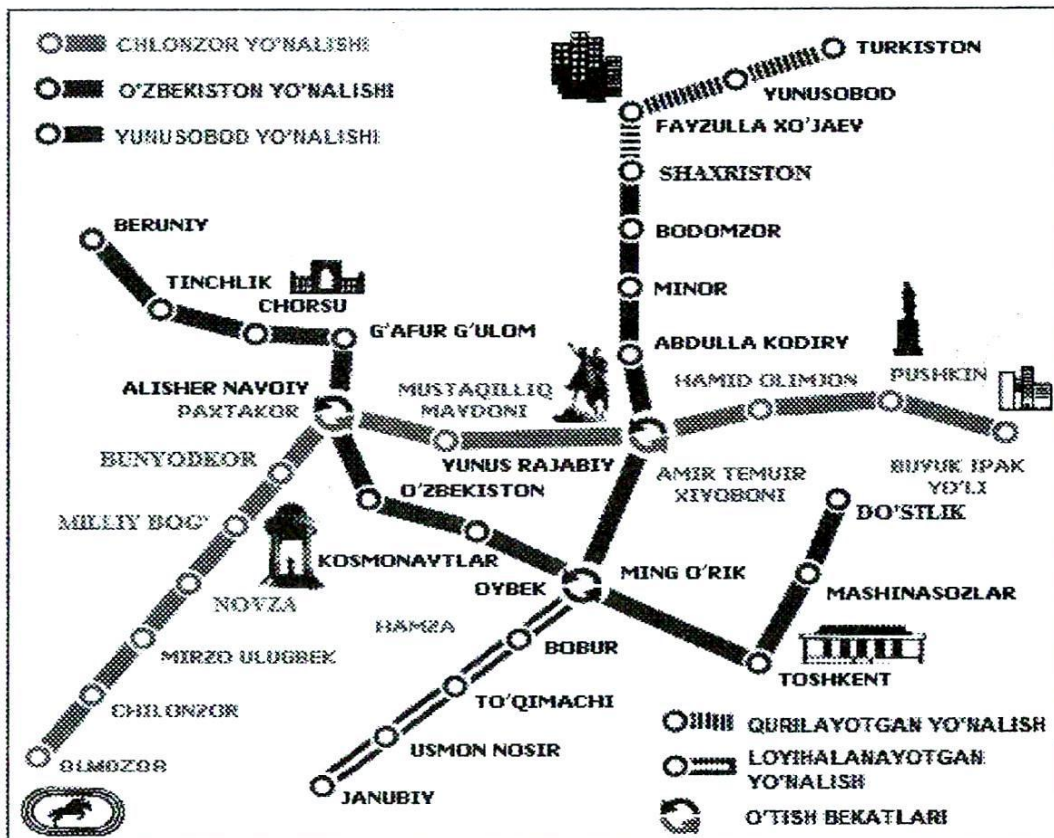 CHLONZOR YO'NALISHI
O'ZBEKISTON YO'NALISHI
YUNUSOBOD YO'NALISHI
TURKISTON
YUNUSOBOD
FAYZULLA XO'JAEV
SHAXRISTON
BERUNIY
BODOMZOR
TINCHLIK
CHORSU
MINOR
G'AFUR G'ULOM
ABDULLA KODIRY
ALISHER NAVOIY
PAXTAKOR
MUSTAQILLIQ
MAYDONI
HAMID OLIMJON
PUSHKIN
BUNYODKOR
YUNUS RAJABIY
AMIR TEMUIR
XIYOBONI
BUYUK IPAK
YO'LI
O'ZBEKISTON
DO'STLIK
MILLIY BOG'
KOSMONAVTLAR
OYBEK
MING O'RIK
MASHINASOZLAR
NOVZA
HAMZA
BOBUR
MIRZO ULUGBEK
TOSHKENT
CHILONZOR
TO'QIMACHI
USMON NOSIR
OLMOZOR
JANUBIY
QURILAYOTGAN YO'NALISH
LOYIHALANAYOTGAN
YO'NALISH
O'TISH BEKATLARI